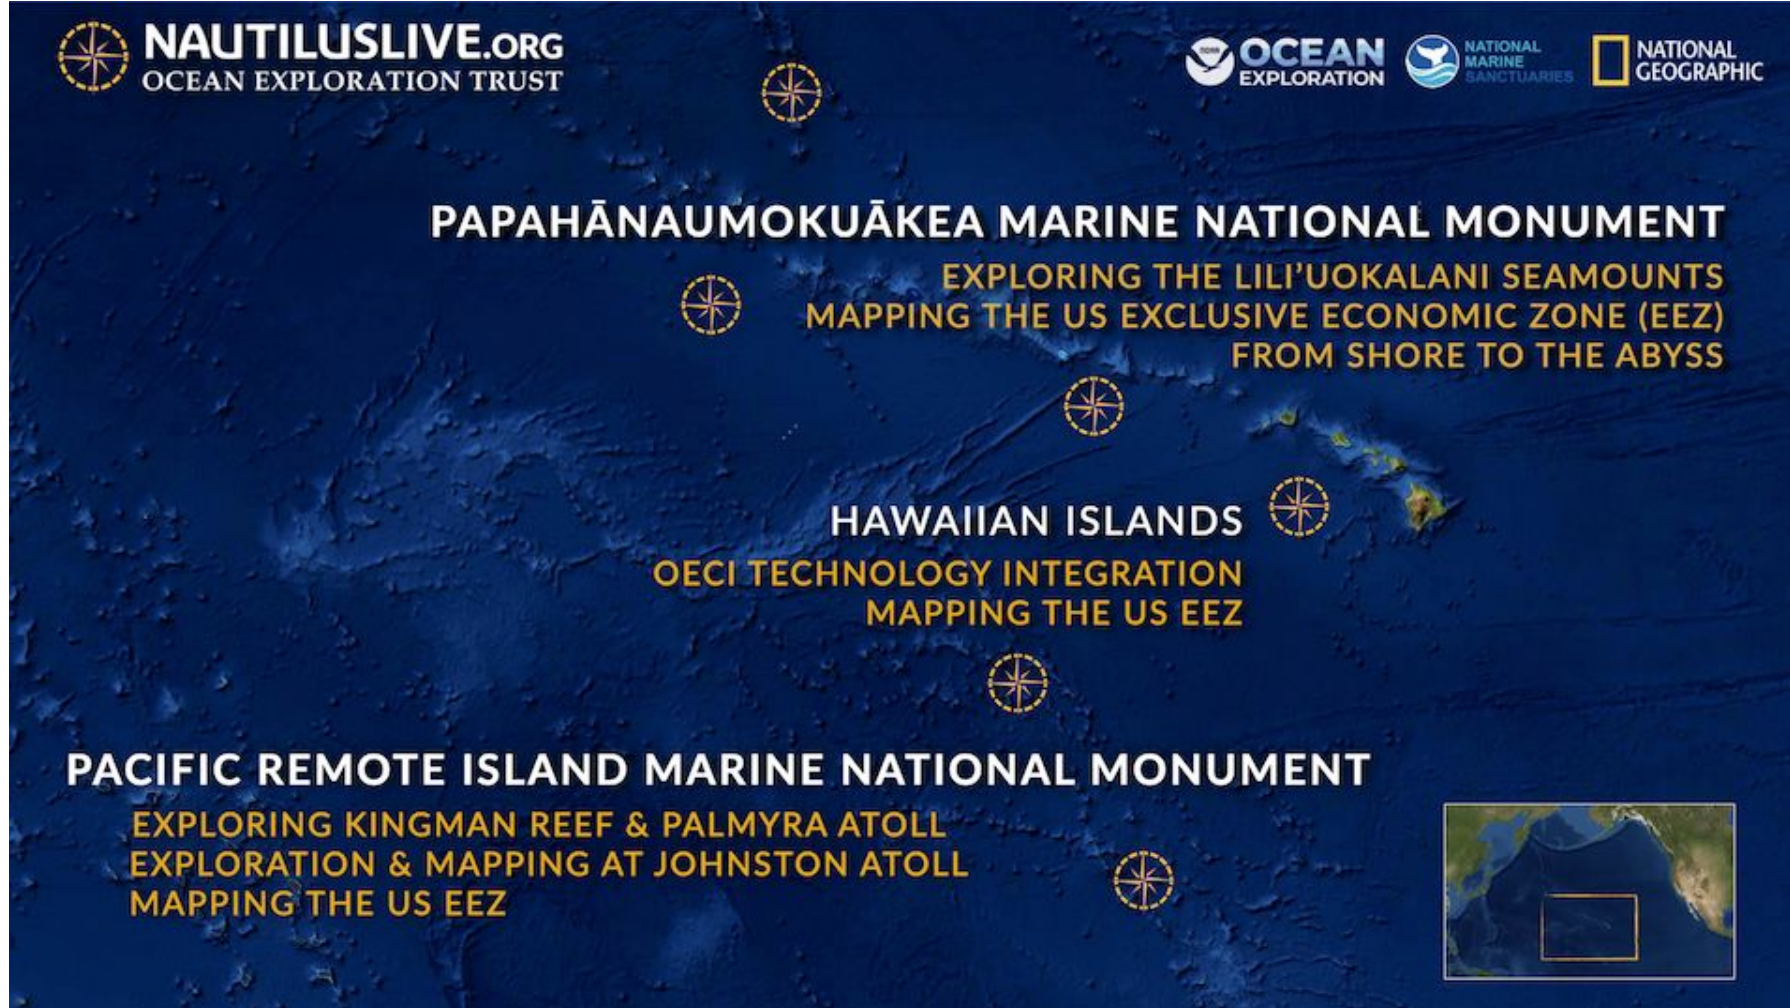 NAUTILUSLIVE.ORG
OCEAN EXPLORATION TRUST
NOAA
OCEAN
EXPLORATION
NATIONAL
MARINE
SANCTUARIES
NATIONAL
GEOGRAPHIC
PAPAHĀNAUMOKUĀKEA MARINE NATIONAL MONUMENT
EXPLORING THE LILI’UOKALANI SEAMOUNTS
MAPPING THE US EXCLUSIVE ECONOMIC ZONE (EEZ)
FROM SHORE TO THE ABYSS
HAWAIIAN ISLANDS
OECI TECHNOLOGY INTEGRATION
MAPPING THE US EEZ
PACIFIC REMOTE ISLAND MARINE NATIONAL MONUMENT
EXPLORING KINGMAN REEF & PALMYRA ATOLL
EXPLORATION & MAPPING AT JOHNSTON ATOLL
MAPPING THE US EEZ